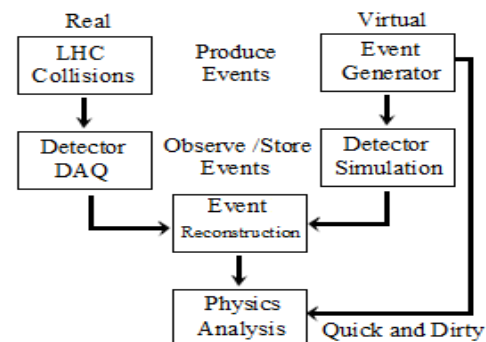 Real
Virtual
LHC
Collisions
Produce
Events
Event
Generator
Detector
DAQ
Observe /Store
Events
Detector
Simulation
Event
Reconstruction
Physics
Analysis
Quick and Dirty